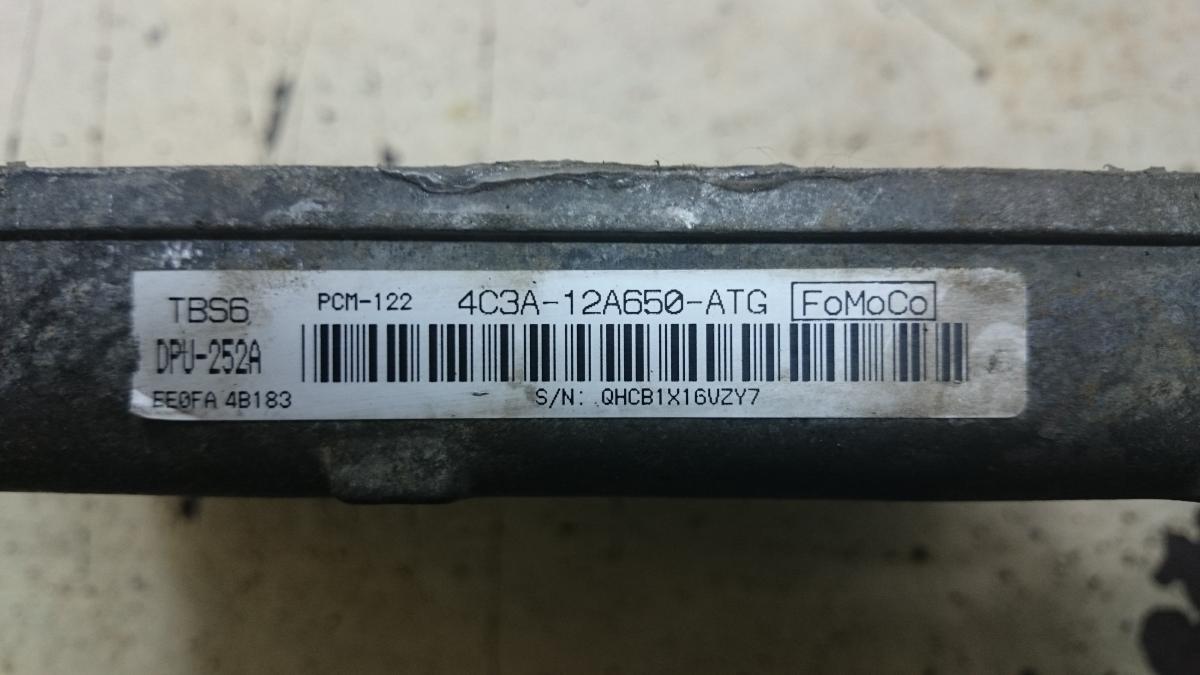 TBS6 PCM-122 4C3A-12A650-ATG FoMoCo
DPU-252A
EE0FA 4B183 S/N: QHCB1X16VZY7